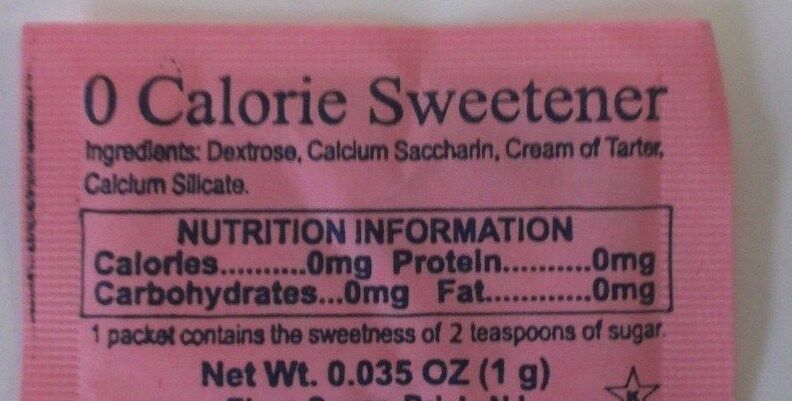 0 Calorie Sweetener
Ingredients: Dextrose, Calcium Saccharin, Cream of Tarter,
Calcium Silicate.
NUTRITION INFORMATION
Calories..........0mg Protein..........0mg
Carbohydrates...0mg Fat............0mg
1 packet contains the sweetness of 2 teaspoons of sugar.
Net Wt. 0.035 OZ (1 g)
K